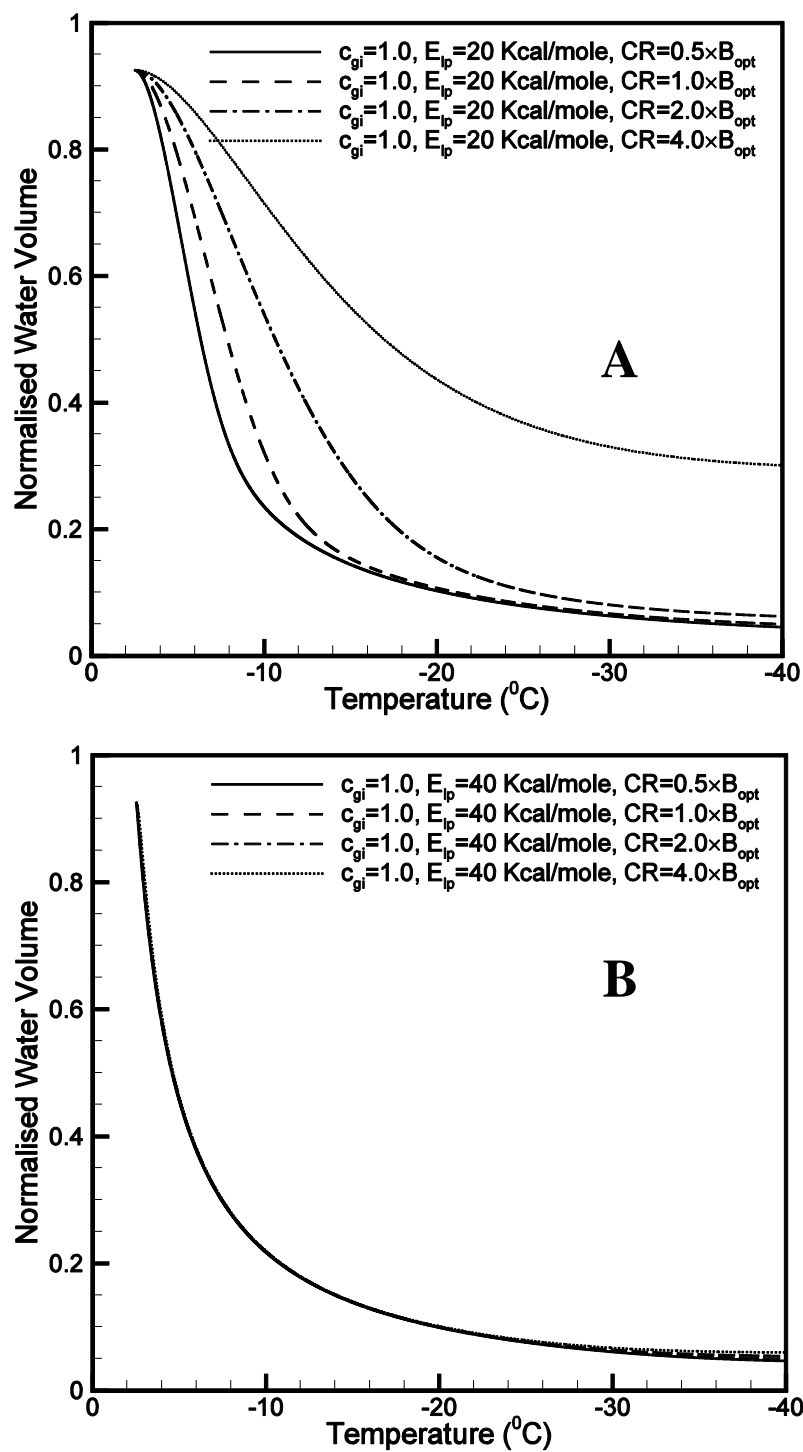 1
c_gi=1.0, E_lp=20 Kcal/mole, CR=0.5×B_opt
c_gi=1.0, E_lp=20 Kcal/mole, CR=1.0×B_opt
c_gi=1.0, E_lp=20 Kcal/mole, CR=2.0×B_opt
c_gi=1.0, E_lp=20 Kcal/mole, CR=4.0×B_opt
0.8
0.6
A
0.4
0.2
0
Normalised Water Volume
0 -10 -20 -30 -40
Temperature (⁰C)
1
c_gi=1.0, E_lp=40 Kcal/mole, CR=0.5×B_opt
c_gi=1.0, E_lp=40 Kcal/mole, CR=1.0×B_opt
c_gi=1.0, E_lp=40 Kcal/mole, CR=2.0×B_opt
c_gi=1.0, E_lp=40 Kcal/mole, CR=4.0×B_opt
0.8
0.6
B
0.4
0.2
0
Normalised Water Volume
0 -10 -20 -30 -40
Temperature (⁰C)